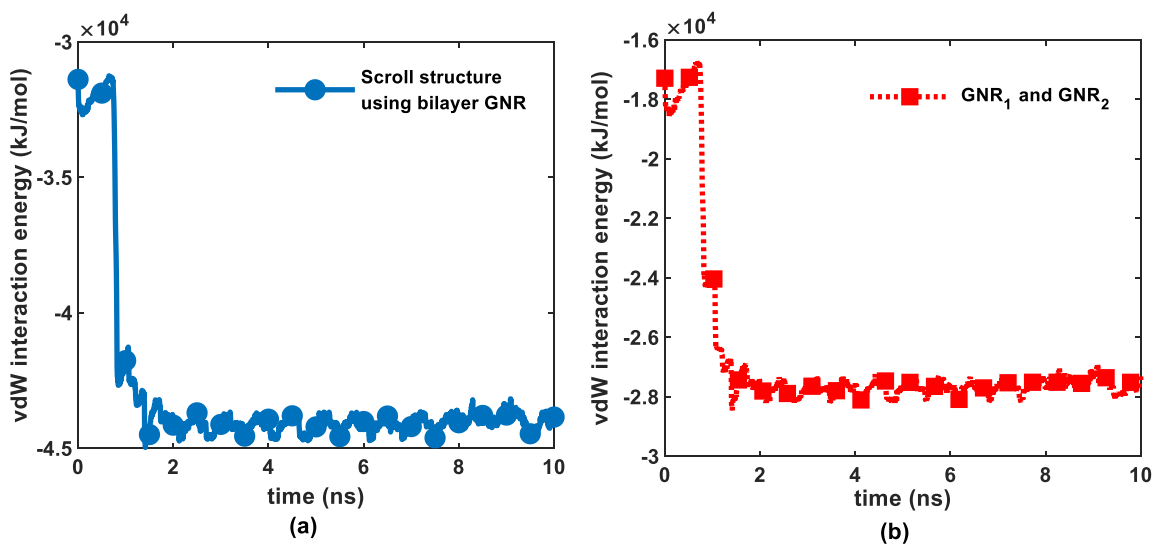 ×10⁴
-3
-3.5
-4
-4.5
vdW interaction energy (kJ/mol)
Scroll structure
using bilayer GNR
0
2
4
6
8
10
time (ns)
(a)
×10⁴
-1.6
-1.8
-2
-2.2
-2.4
-2.6
-2.8
-3
vdW interaction energy (kJ/mol)
GNR₁ and GNR₂
0
2
4
6
8
10
time (ns)
(b)